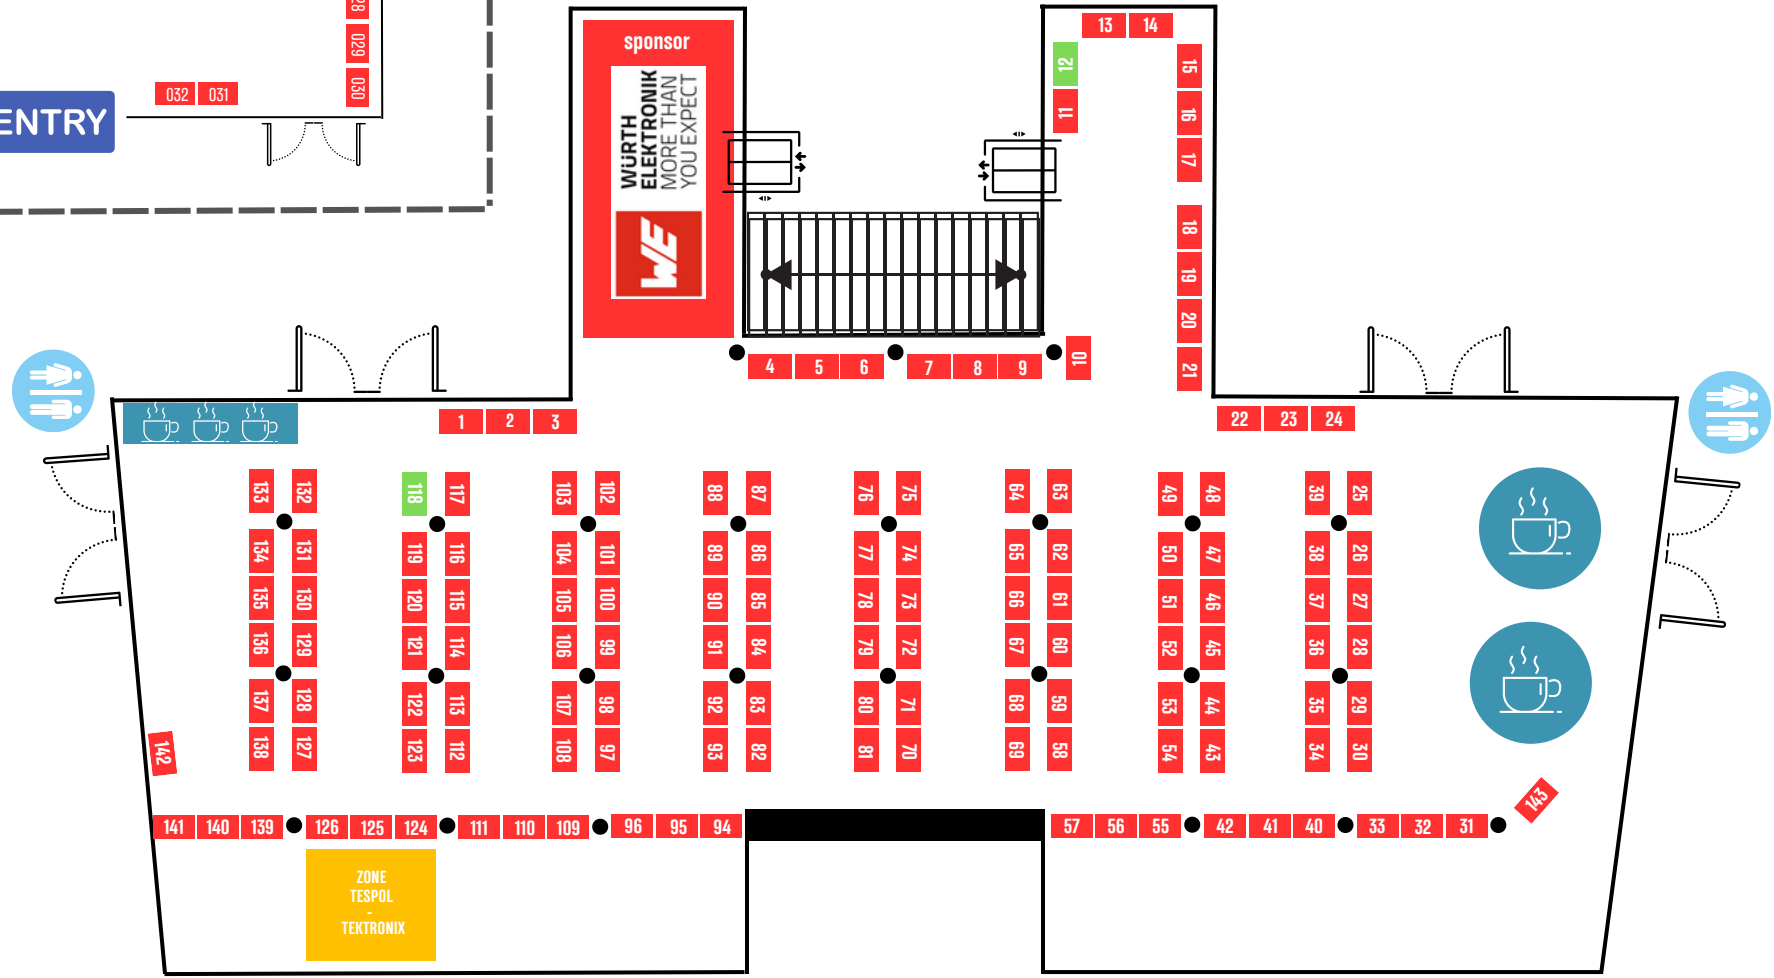 28
029
030
032 031
ENTRY
sponsor
WÜRTH
ELEKTRONIK
MORE THAN
YOU EXPECT
WE
13 14
12
11
15
16
17
18
19
20
21
4 5 6 7 8 9 10
1 2 3
22 23 24
133 132 118 117 103 102 88 87 76 75 64 63 49 48 39 25
134 131 119 116 104 101 89 86 77 74 65 62 50 47 38 26
135 130 120 115 105 100 90 85 78 73 66 61 51 46 37 27
136 129 121 114 106 99 91 84 79 72 67 60 52 45 36 28
137 128 122 113 107 98 92 83 80 71 68 59 53 44 35 29
138 127 123 112 108 97 93 82 81 70 69 58 54 43 34 30
142
143
141 140 139 126 125 124 111 110 109 96 95 94 57 56 55 42 41 40 33 32 31
ZONE
TESPOL
-
TEKTRONIX